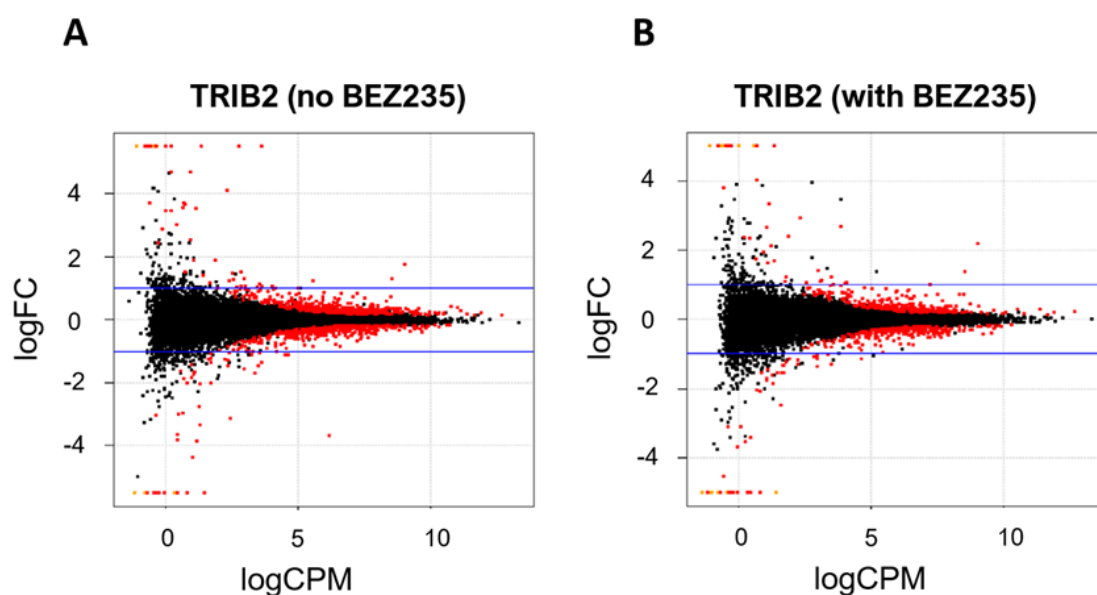 A
TRIB2 (no BEZ235)
4
2
0
-2
-4
logFC
0
5
10
logCPM
B
TRIB2 (with BEZ235)
4
2
0
-2
-4
logFC
0
5
10
logCPM